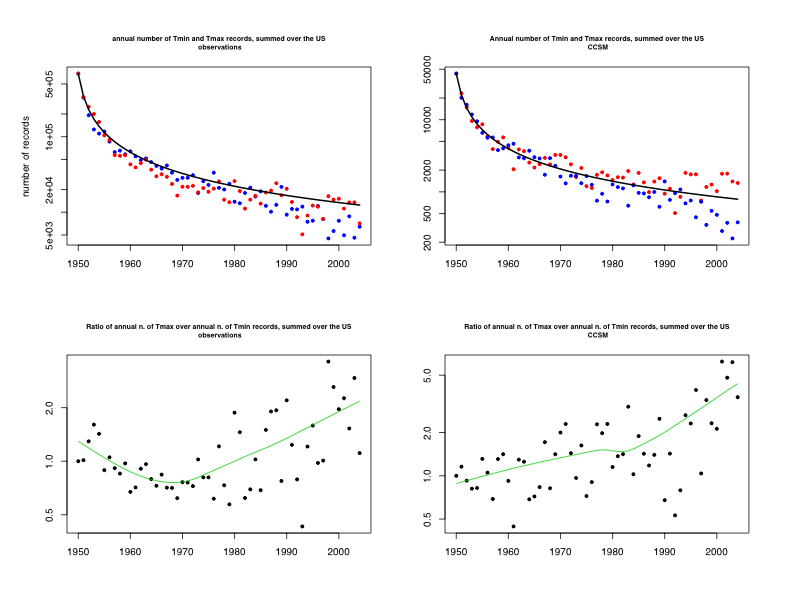 annual number of Tmin and Tmax records, summed over the US
observations
number of records
5e+05
1e+05
2e+04
5e+03
1950 1960 1970 1980 1990 2000
Annual number of Tmin and Tmax records, summed over the US
CCSM
50000
10000
2000
500
200
1950 1960 1970 1980 1990 2000
Ratio of annual n. of Tmax over annual n. of Tmin records, summed over the US
observations
2.0
1.0
0.5
1950 1960 1970 1980 1990 2000
Ratio of annual n. of Tmax over annual n. of Tmin records, summed over the US
CCSM
5.0
2.0
1.0
0.5
1950 1960 1970 1980 1990 2000